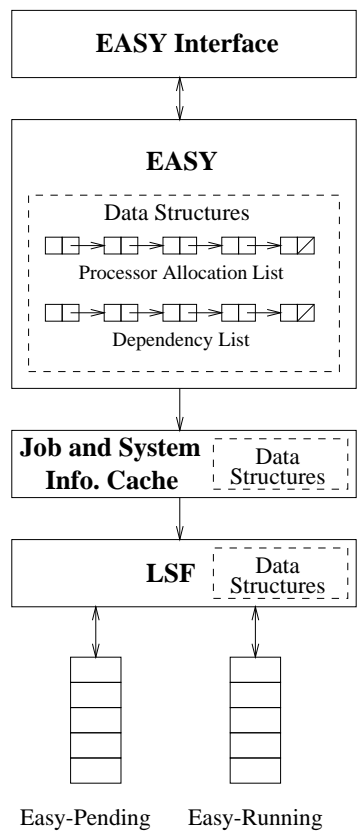 EASY Interface
EASY
Data Structures
Processor Allocation List
Dependency List
Job and System
Info. Cache
Data
Structures
LSF
Data
Structures
Easy-Pending
Easy-Running